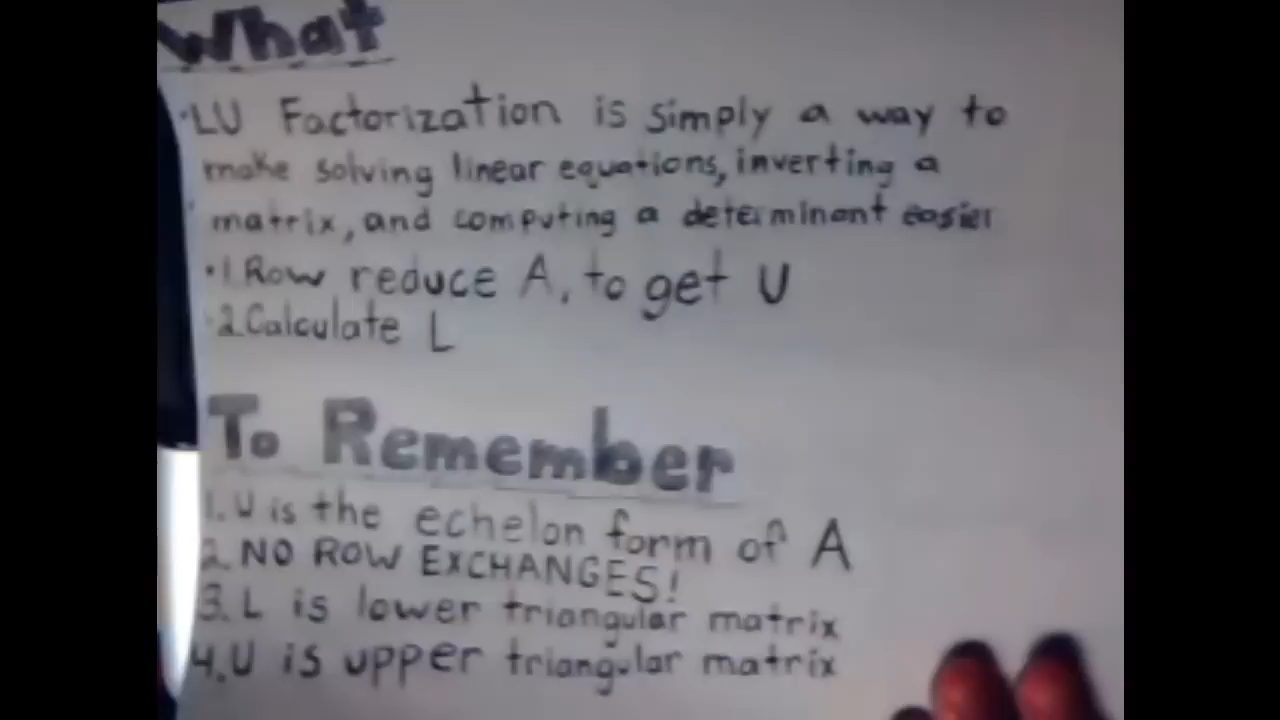 What
·LU Factorization is simply a way to
make solving linear equations, inverting a
matrix, and computing a determinant easier
·1. Row reduce A, to get U
·2. Calculate L
To Remember
1. U is the echelon form of A
2. NO ROW EXCHANGES!
3. L is lower triangular matrix
4. U is upper triangular matrix